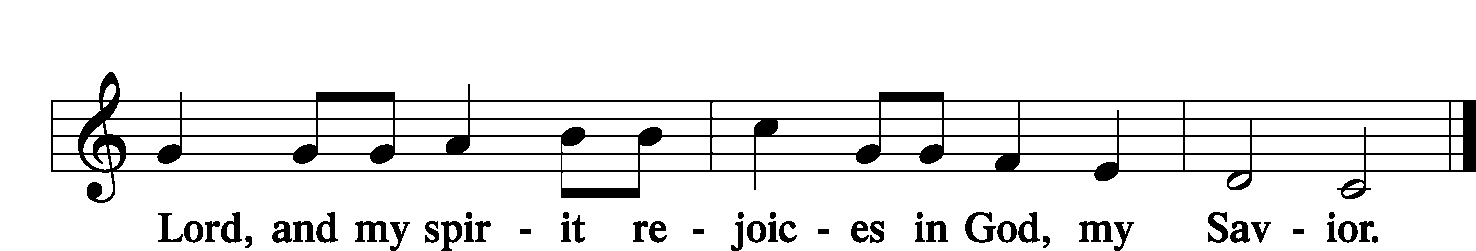 Lord, and my spir - it re - joic - es in God, my Sav - ior.